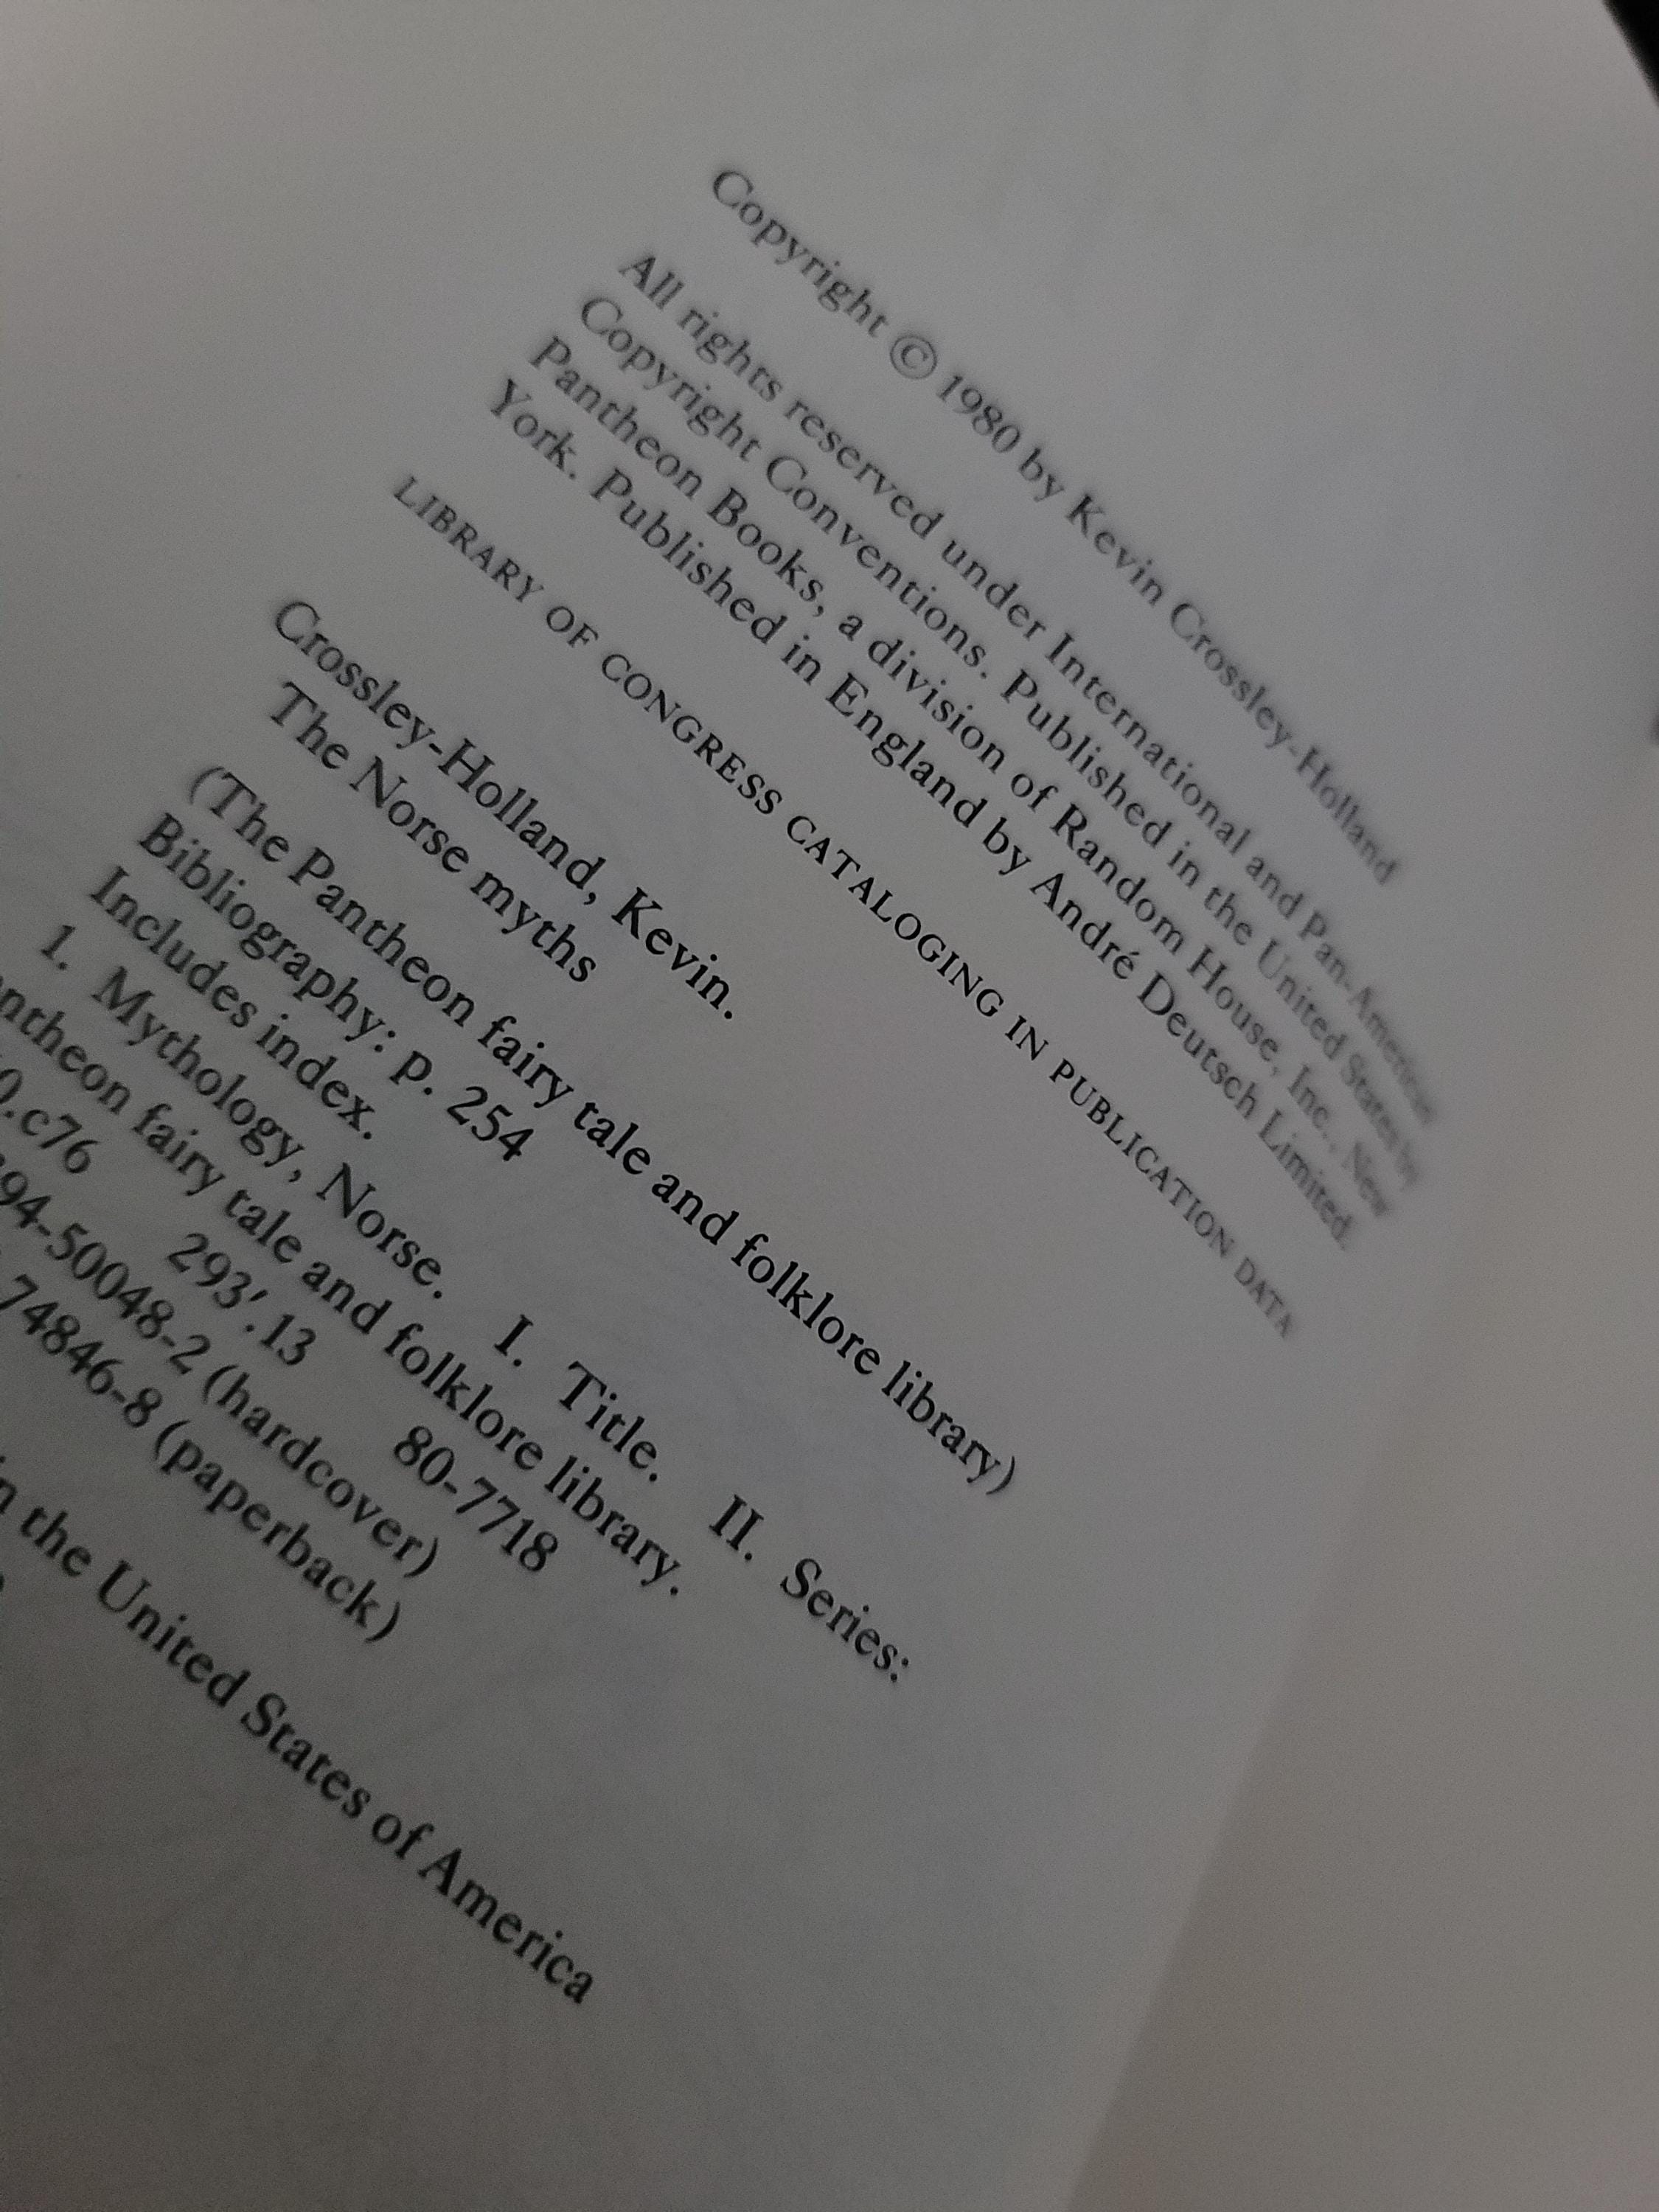 Copyright © 1980 by Kevin Crossley-Holland
All rights reserved under International and Pan-American
Copyright Conventions. Published in the United States by
Pantheon Books, a division of Random House, Inc., New
York. Published in England by André Deutsch Limited.
LIBRARY OF CONGRESS CATALOGING IN PUBLICATION DATA
Crossley-Holland, Kevin.
The Norse myths
(The Pantheon fairy tale and folklore library)
Bibliography: p. 254
Includes index.
1. Mythology, Norse. I. Title. II. Series:
ntheon fairy tale and folklore library.
0.c76 293'.13 80-7718
94-50048-2 (hardcover)
74846-8 (paperback)
in the United States of America